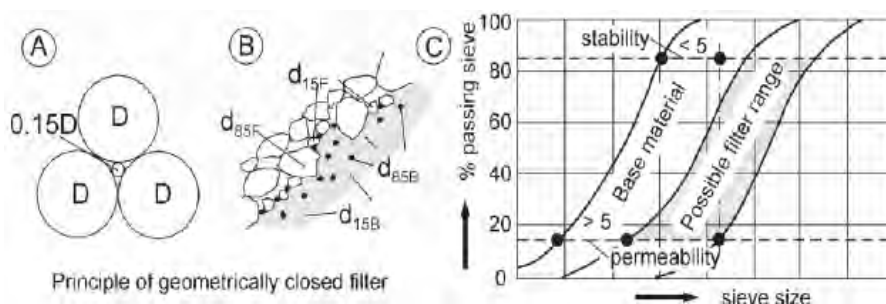 A
0.15D
D
D
D
Principle of geometrically closed filter
B
d15F
d85F
d85B
d15B
C
% passing sieve
100
80
60
40
20
0
stability
< 5
Base material
Possible filter range
> 5
permeability
sieve size